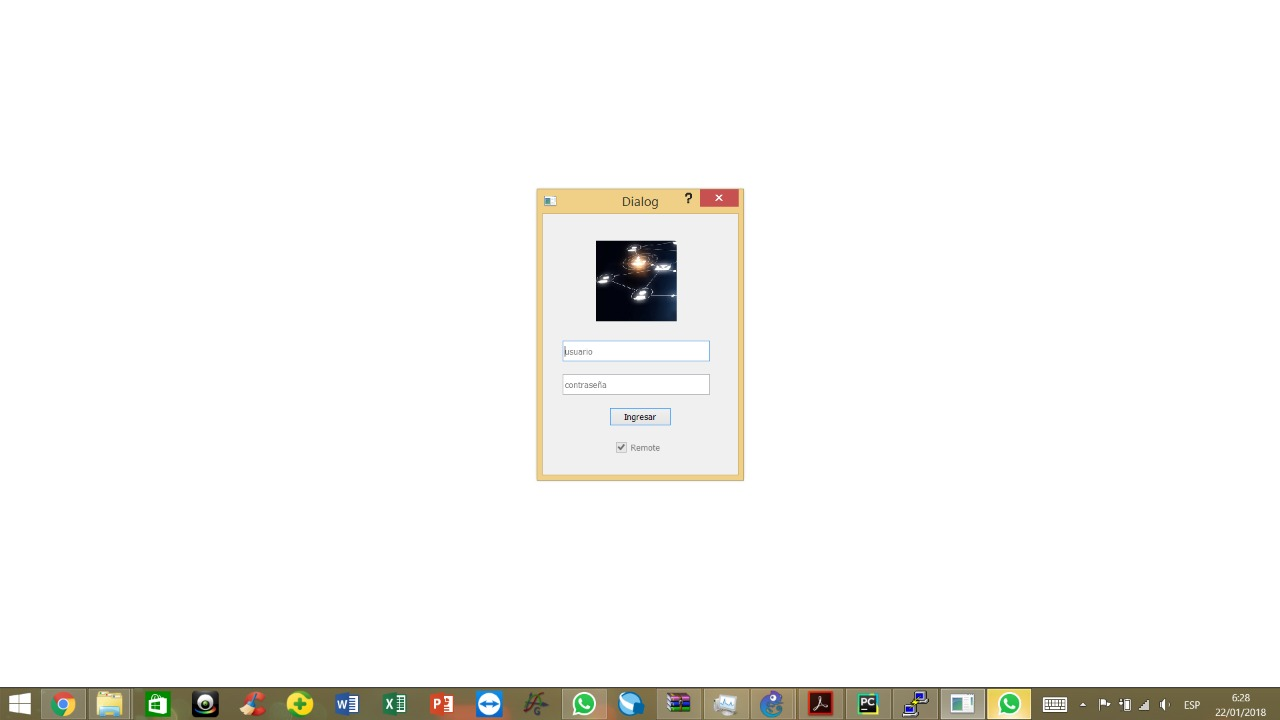 Dialog
usuario
contraseña
Ingresar
Remote
ESP
6:28
22/01/2018